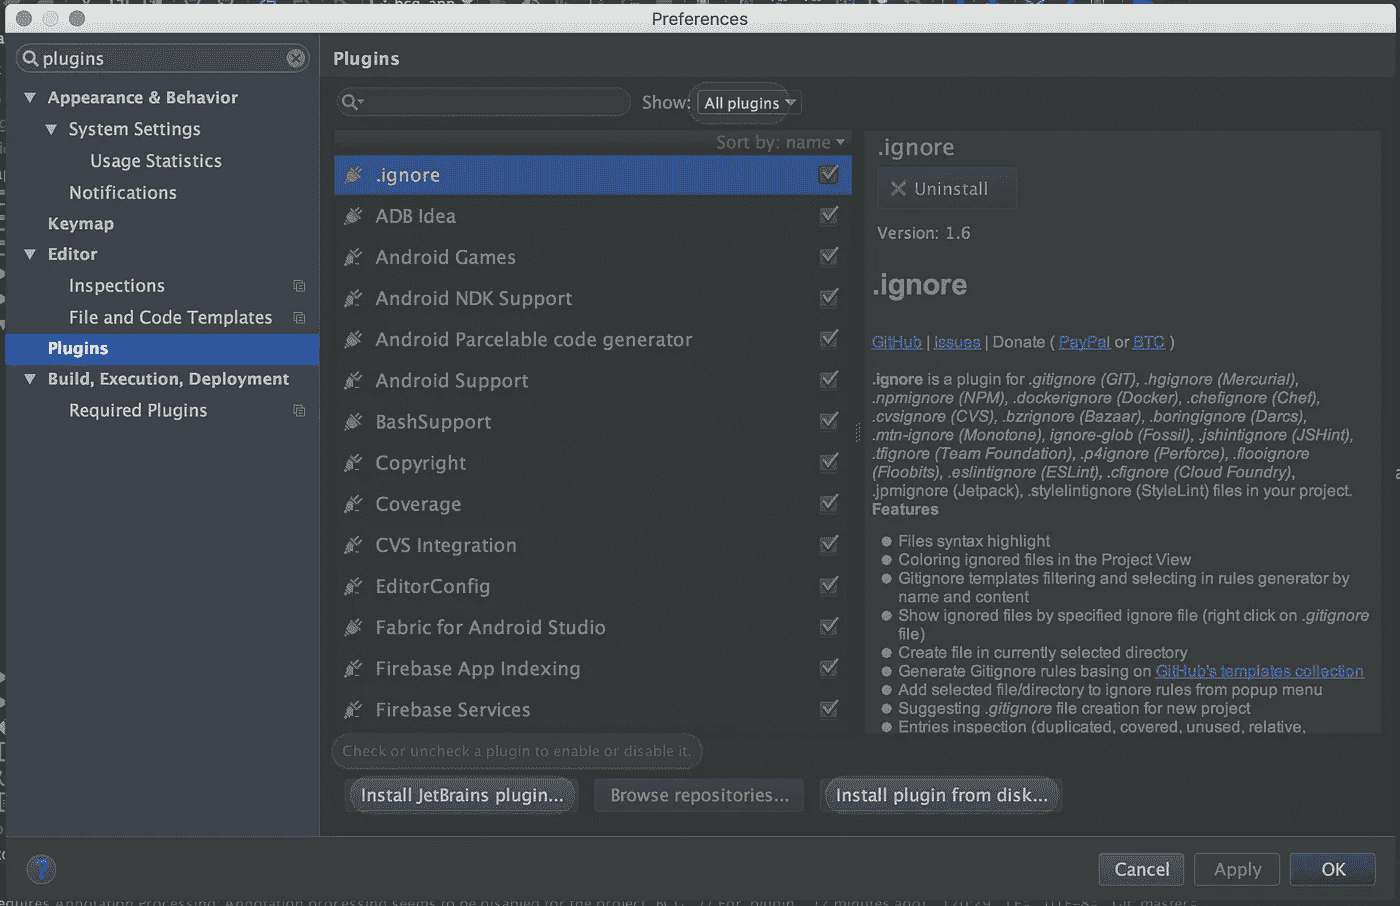 Preferences
plugins
Appearance & Behavior
System Settings
Usage Statistics
Notifications
Keymap
Editor
Inspections
File and Code Templates
Plugins
Build, Execution, Deployment
Required Plugins
Plugins
Show: All plugins
Sort by: name
.ignore
ADB Idea
Android Games
Android NDK Support
Android Parcelable code generator
Android Support
BashSupport
Copyright
Coverage
CVS Integration
EditorConfig
Fabric for Android Studio
Firebase App Indexing
Firebase Services
Check or uncheck a plugin to enable or disable it.
Install JetBrains plugin...
Browse repositories...
Install plugin from disk...
.ignore
Uninstall
Version: 1.6
.ignore
GitHub | Issues | Donate ( PayPal or BTC )
.ignore is a plugin for .gitignore (GIT), .hgignore (Mercurial),
.npmignore (NPM), .dockerignore (Docker), .chefignore (Chef),
.cvsignore (CVS), .bzrignore (Bazaar), .boringignore (Darcs),
.mtn-ignore (Monotone), ignore-glob (Fossil), .jshintignore (JSHint),
.tfignore (Team Foundation), .p4ignore (Perforce), .flooignore
(Floobits), .eslintignore (ESLint), .cfignore (Cloud Foundry),
.jpmignore (Jetpack), .stylelintignore (StyleLint) files in your project.
Features
Files syntax highlight
Coloring ignored files in the Project View
Gitignore templates filtering and selecting in rules generator by
name and content
Show ignored files by specified ignore file (right click on .gitignore
file)
Create file in currently selected directory
Generate Gitignore rules basing on GitHub's templates collection
Add selected file/directory to ignore rules from popup menu
Suggesting .gitignore file creation for new project
Entries inspection (duplicated, covered, unused, relative,
?
Cancel
Apply
OK